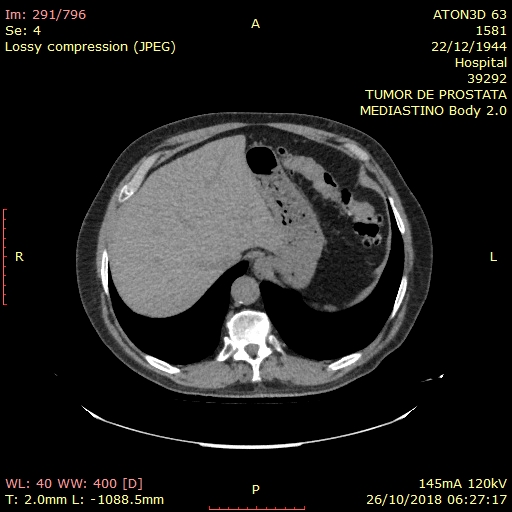 Im: 291/796
Se: 4
Lossy compression (JPEG)
A
ATON3D 63
1581
22/12/1944
Hospital
39292
TUMOR DE PROSTATA
MEDIASTINO Body 2.0
R
L
WL: 40 WW: 400 [D]
T: 2.0mm L: -1088.5mm
P
145mA 120kV
26/10/2018 06:27:17